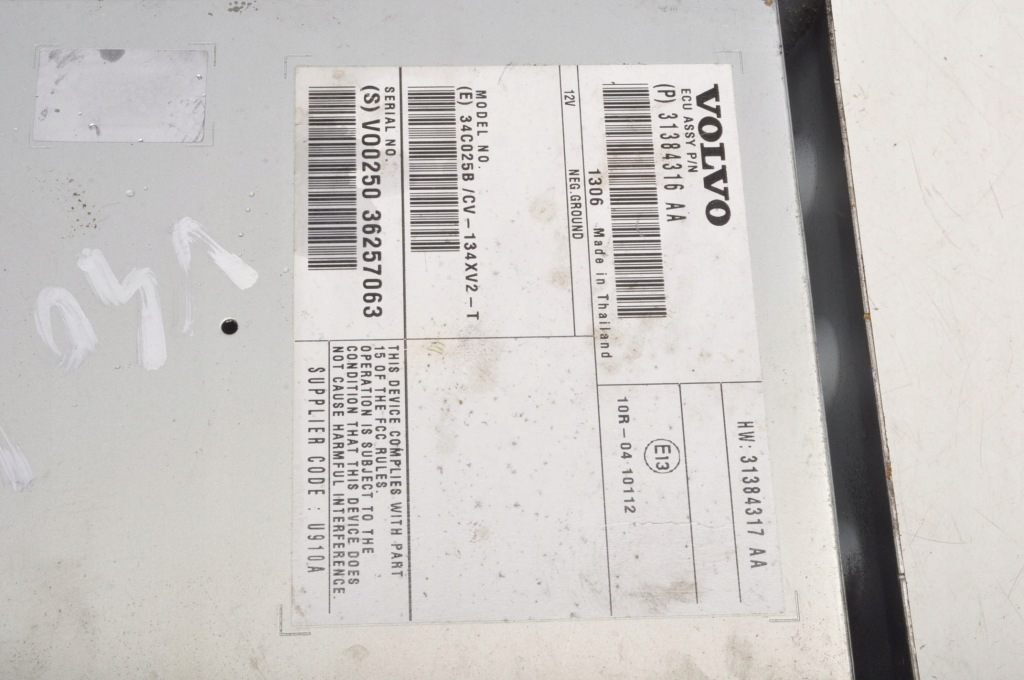 VOLVO
ECU ASSY P/N
(P) 31384316 AA
HW: 31384317 AA
1306 Made in Thailand
12V NEG.GROUND
E13
10R-04 10112
MODEL NO.
(E) 34C025B /CV-134XV2-T
SERIAL NO.
(S) V00250 36257063
THIS DEVICE COMPLIES WITH PART
15 OF THE FCC RULES.
OPERATION IS SUBJECT TO THE
CONDITION THAT THIS DEVICE DOES
NOT CAUSE HARMFUL INTERFERENCE.
SUPPLIER CODE : U910A